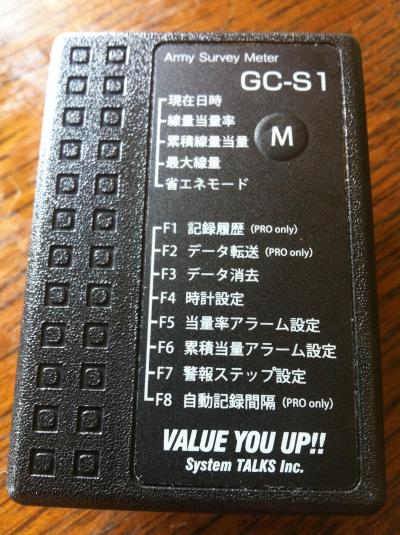 Army Survey Meter
GC-S1
現在日時
線量当量率
累積線量当量
M
最大線量
省エネモード
F1 記録履歴 (PRO only)
F2 データ転送 (PRO only)
F3 データ消去
F4 時計設定
F5 当量率アラーム設定
F6 累積当量アラーム設定
F7 警報ステップ設定
F8 自動記録間隔 (PRO only)
VALUE YOU UP!!
System TALKS Inc.